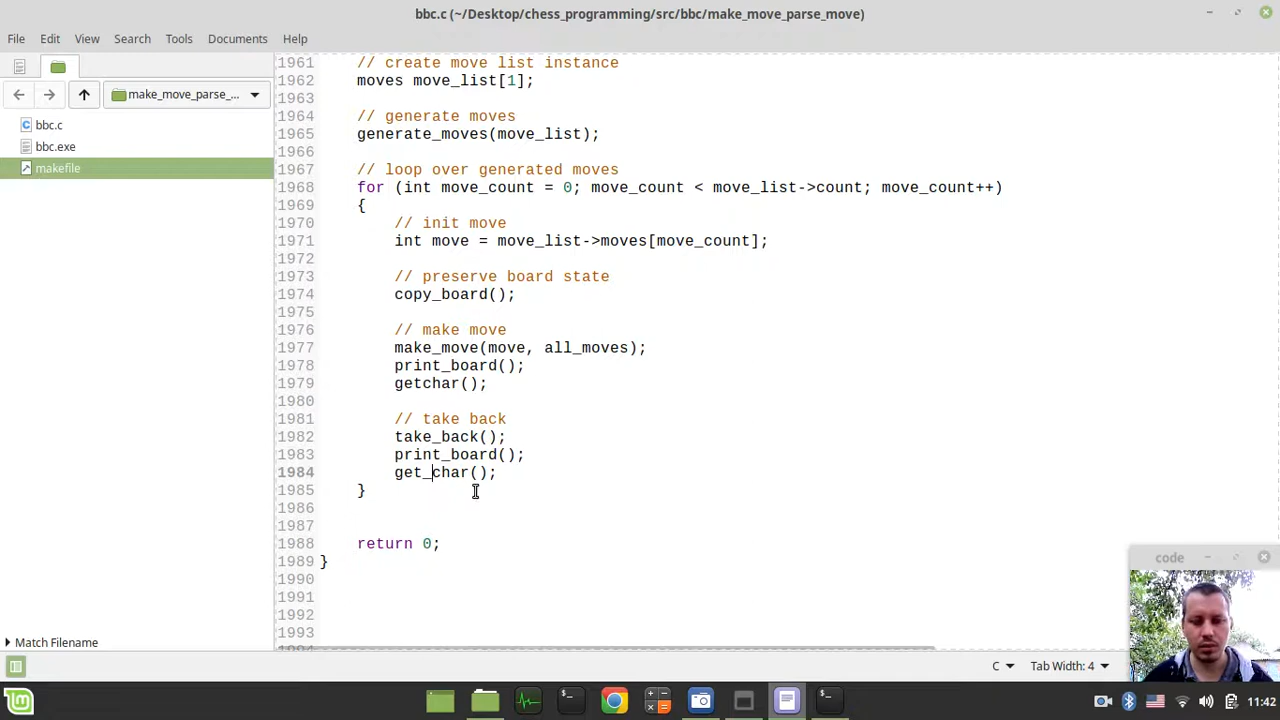 bbc.c (~/Desktop/chess_programming/src/bbc/make_move_parse_move)
File Edit View Search Tools Documents Help
make_move_parse_...
bbc.c
bbc.exe
makefile
Match Filename
1961     // create move list instance
1962     moves move_list[1];
1963
1964     // generate moves
1965     generate_moves(move_list);
1966
1967     // loop over generated moves
1968     for (int move_count = 0; move_count < move_list->count; move_count++)
1969     {
1970         // init move
1971         int move = move_list->moves[move_count];
1972
1973         // preserve board state
1974         copy_board();
1975
1976         // make move
1977         make_move(move, all_moves);
1978         print_board();
1979         getchar();
1980
1981         // take back
1982         take_back();
1983         print_board();
1984         get_char();
1985     }
1986
1987
1988     return 0;
1989 }
1990
1991
1992
1993
code
C Tab Width: 4
11:42